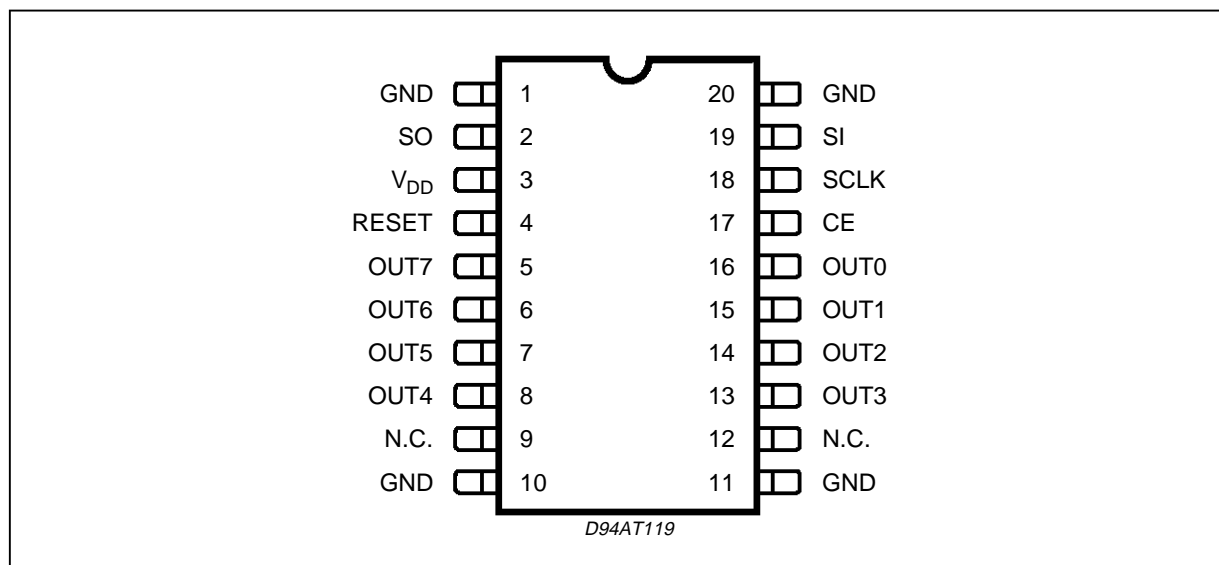 GND 1 20 GND
SO 2 19 SI
VDD 3 18 SCLK
RESET 4 17 CE
OUT7 5 16 OUT0
OUT6 6 15 OUT1
OUT5 7 14 OUT2
OUT4 8 13 OUT3
N.C. 9 12 N.C.
GND 10 11 GND
D94AT119